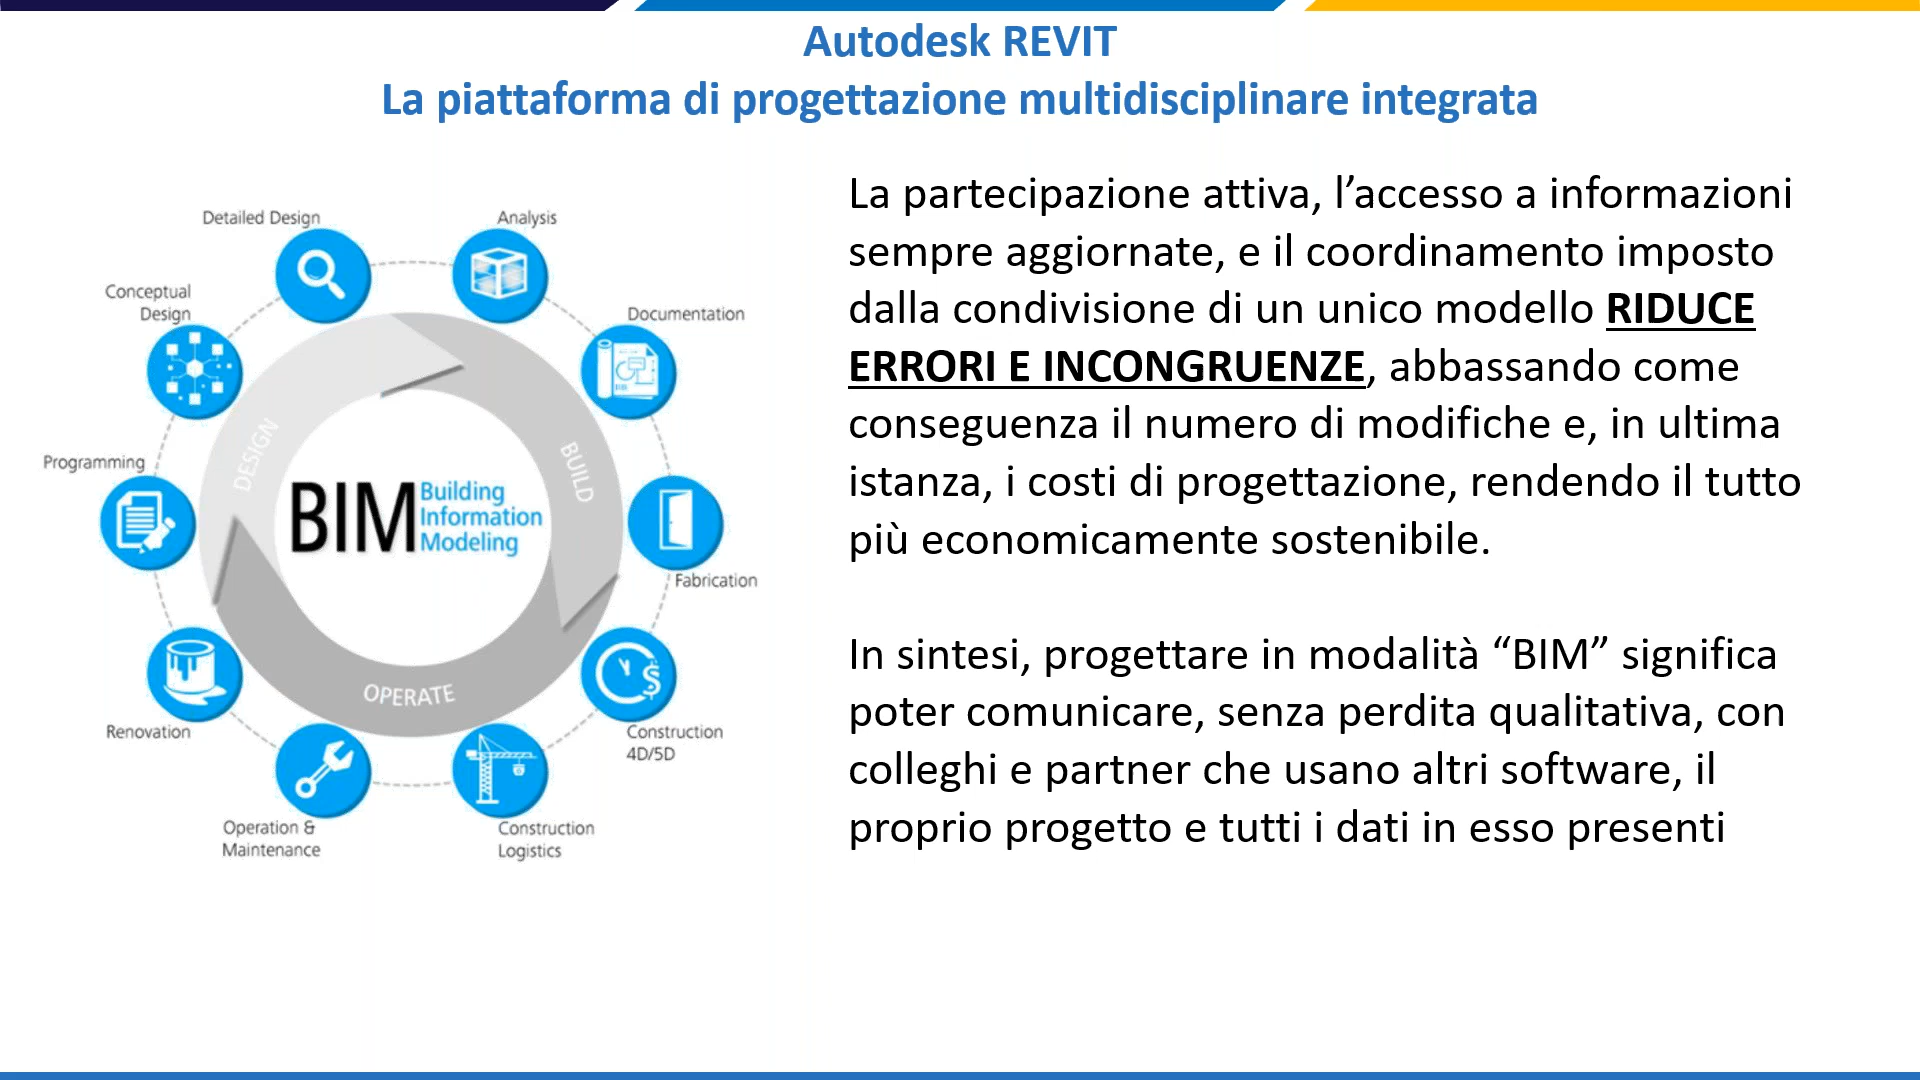 Autodesk REVIT
La piattaforma di progettazione multidisciplinare integrata
Detailed Design
Analysis
Conceptual
Design
Documentation
Programming
DESIGN
BUILD
BIM
Building
Information
Modeling
Fabrication
OPERATE
Renovation
Construction
4D/5D
Operation &
Maintenance
Construction
Logistics
La partecipazione attiva, l’accesso a informazioni
sempre aggiornate, e il coordinamento imposto
dalla condivisione di un unico modello RIDUCE
ERRORI E INCONGRUENZE, abbassando come
conseguenza il numero di modifiche e, in ultima
istanza, i costi di progettazione, rendendo il tutto
più economicamente sostenibile.
In sintesi, progettare in modalità “BIM” significa
poter comunicare, senza perdita qualitativa, con
colleghi e partner che usano altri software, il
proprio progetto e tutti i dati in esso presenti